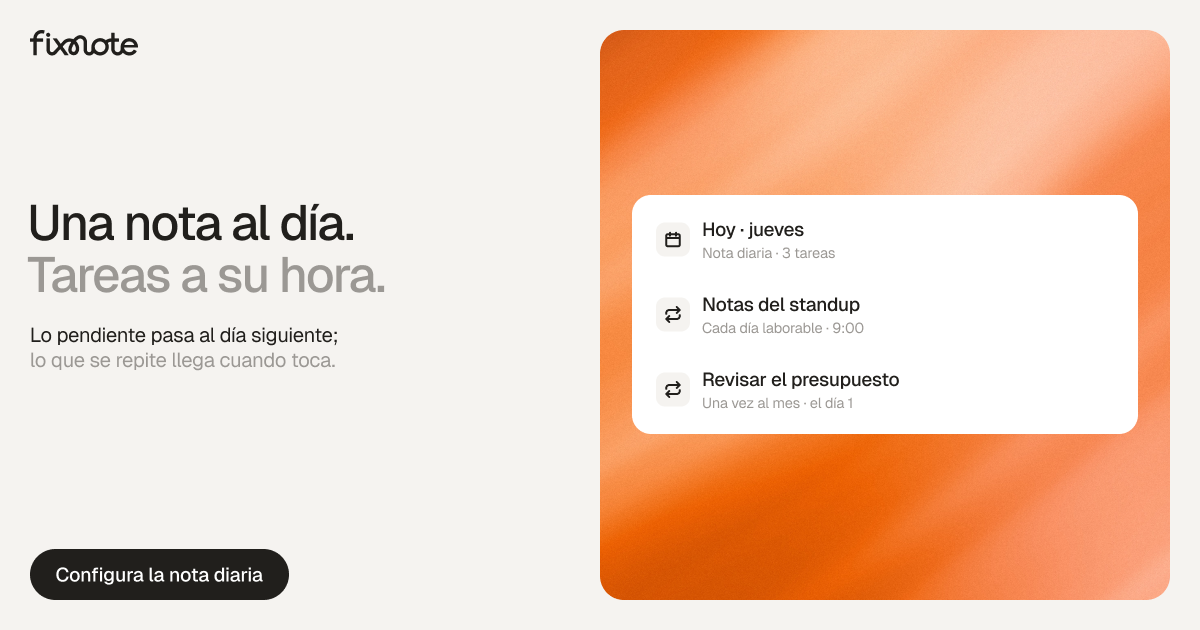 fixnote
Una nota al día.
Tareas a su hora.
Lo pendiente pasa al día siguiente;
lo que se repite llega cuando toca.
Configura la nota diaria
Hoy · jueves
Nota diaria · 3 tareas
Notas del standup
Cada día laborable · 9:00
Revisar el presupuesto
Una vez al mes · el día 1